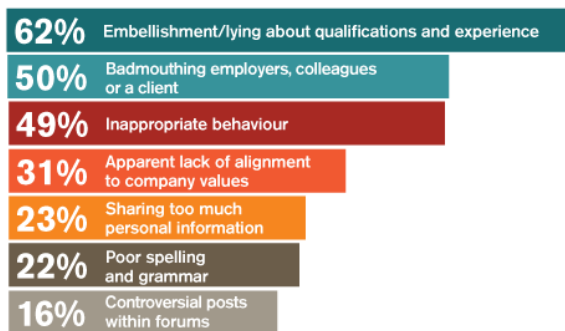 62% Embellishment/lying about qualifications and experience
50% Badmouthing employers, colleagues
or a client
49% Inappropriate behaviour
31% Apparent lack of alignment
to company values
23% Sharing too much
personal information
22% Poor spelling
and grammar
16% Controversial posts
within forums